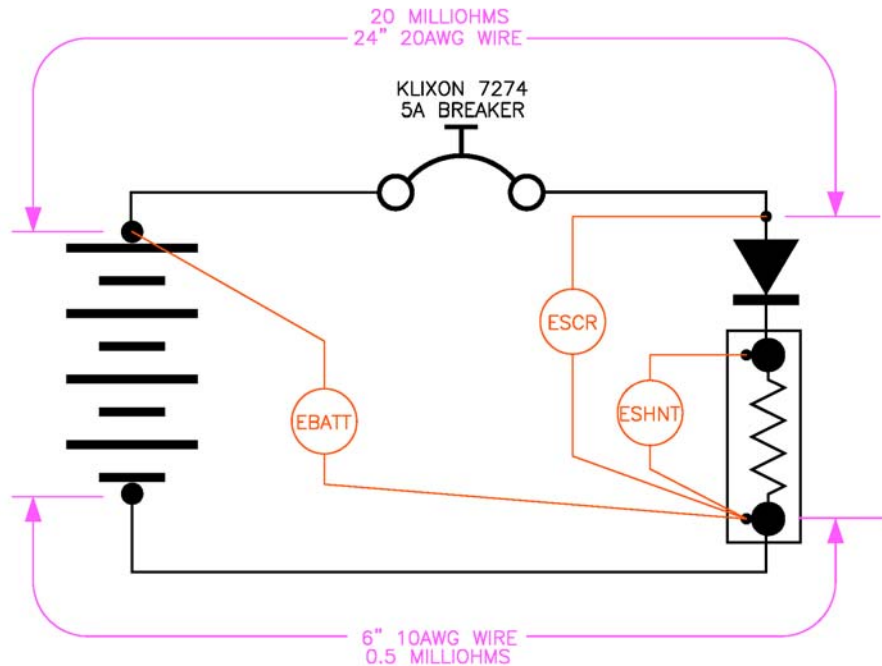 20 MILLIOHMS
24" 20AWG WIRE
KLIXON 7274
5A BREAKER
ESCR
ESHNT
EBATT
6" 10AWG WIRE
0.5 MILLIOHMS